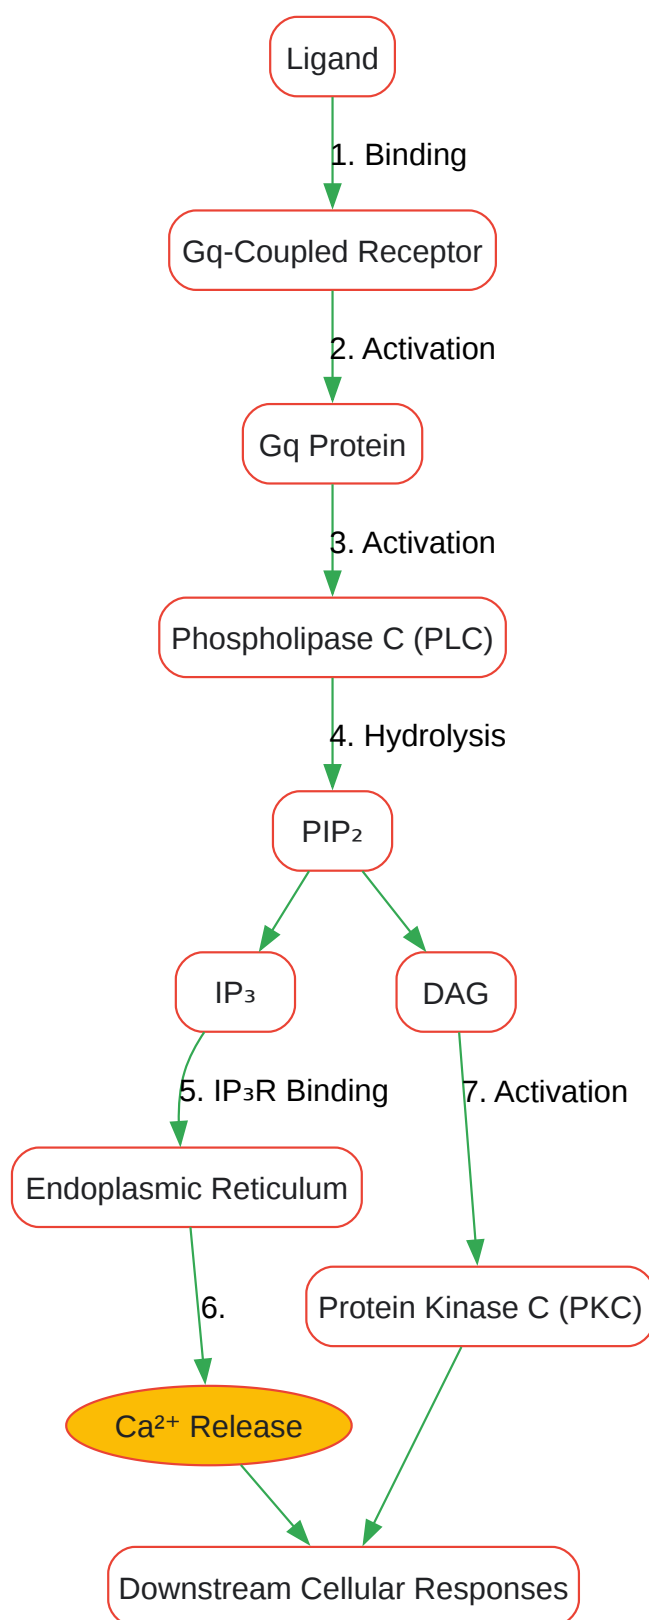 Ligand
1. Binding
Gq-Coupled Receptor
2. Activation
Gq Protein
3. Activation
Phospholipase C (PLC)
4. Hydrolysis
PIP₂
IP₃
DAG
5. IP₃R Binding
7. Activation
Endoplasmic Reticulum
6.
Protein Kinase C (PKC)
Ca²⁺ Release
Downstream Cellular Responses